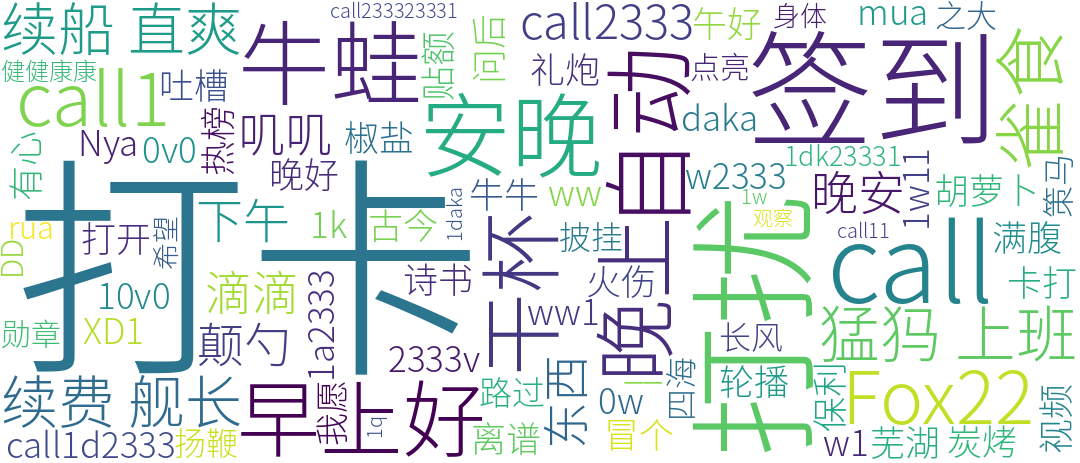 call233323331
续船
直爽
牛蛙
call2333
午好
身体
mua
之大
健健康康
call1
吐槽
贴额
问后
礼炮
点亮
自动
签到
雀食
Nya
0v0
热榜
叽叽
椒盐
安晚
daka
有心
晚好
1dk23331
w2333
1w11
策马
牛牛
ww
晚安
胡萝卜
rua
打开
希望
下午
1k
古今
1daka
干杯
披挂
1w
观察
call11
满腹
DD
打卡
10v0
滴滴
诗书
火伤
晚上
打扰
call
卡打
勋章
XD1
颠勺
1a2333
ww1
长风
猛犸
上班
2333v
续费
舰长
早上好
我愿
1q
路过
东西
0w
四海
轮播
保利
Fox22
视频
call1d2333
扬鞭
离谱
冒个
w1
芜湖
炭烤